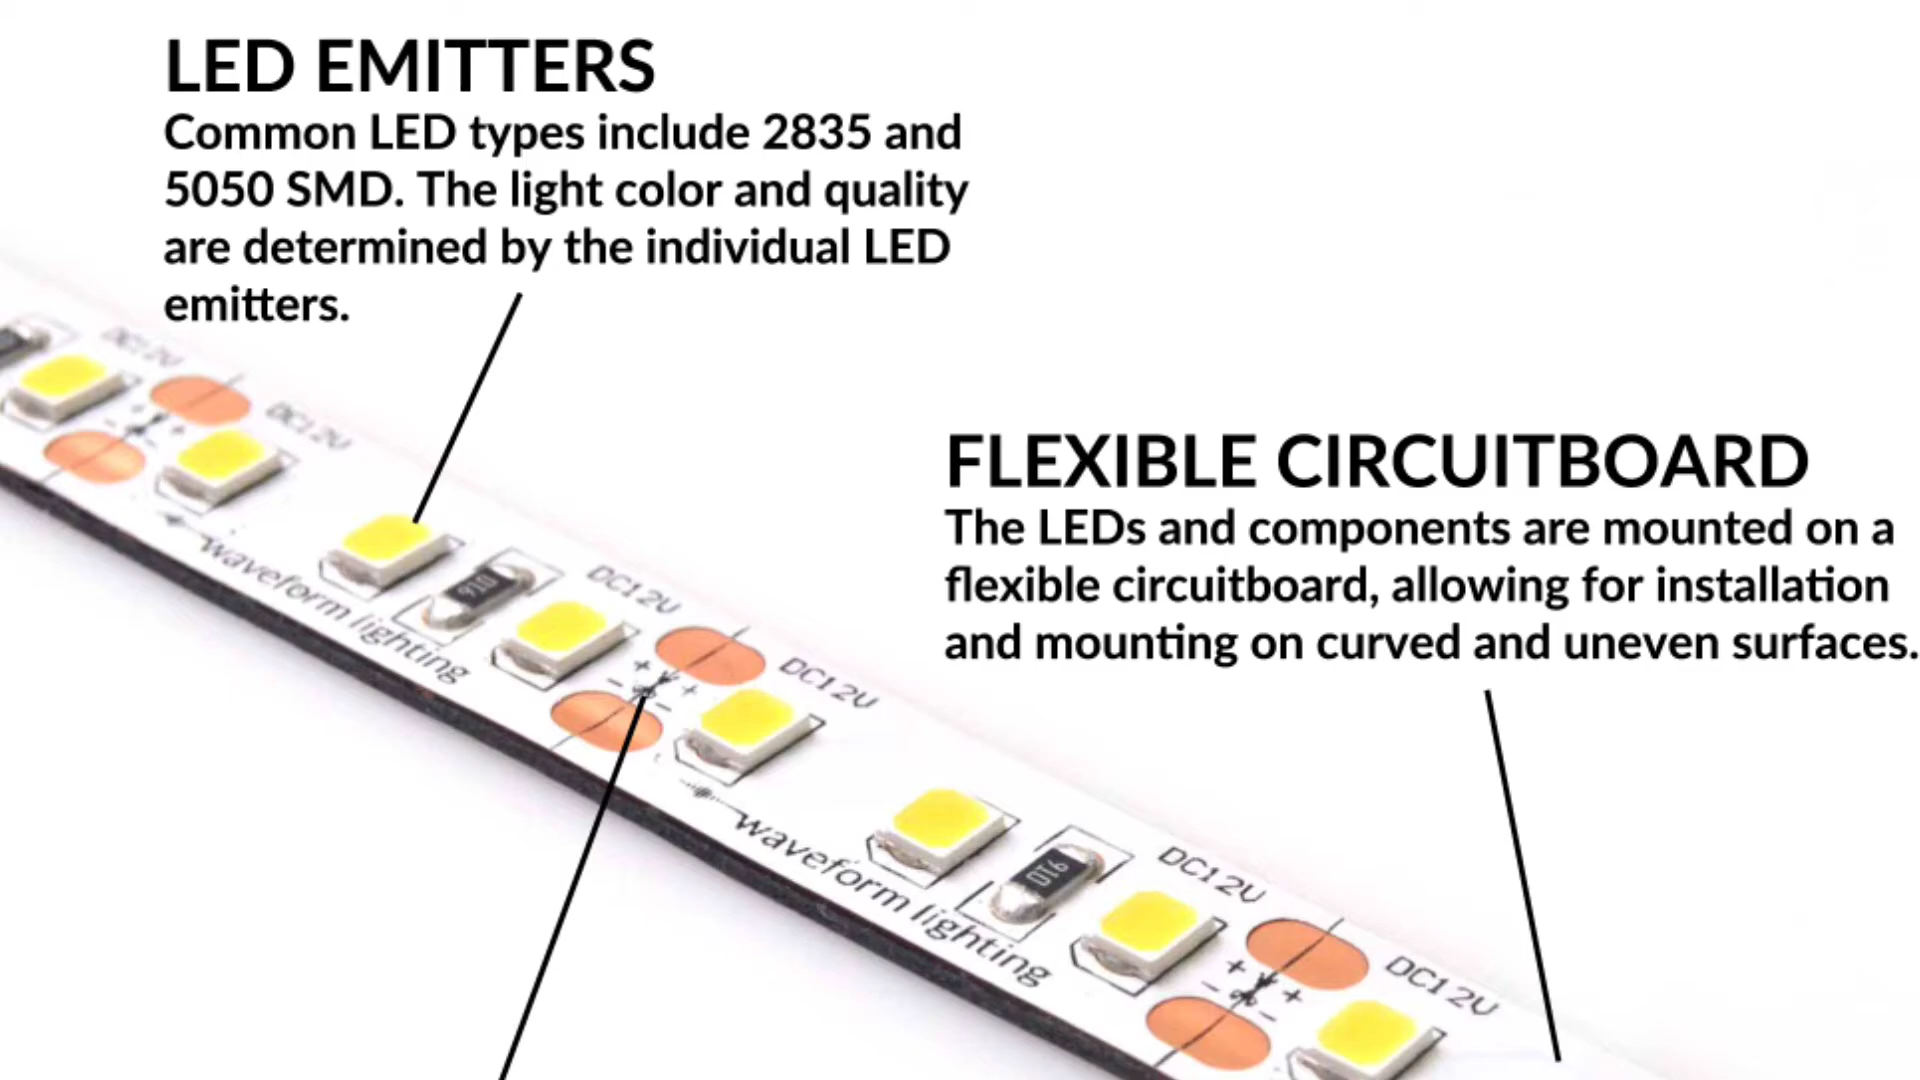 LED EMITTERS
Common LED types include 2835 and
5050 SMD. The light color and quality
are determined by the individual LED
emitters.
DC12V
DC12V
FLEXIBLE CIRCUITBOARD
The LEDs and components are mounted on a
flexible circuitboard, allowing for installation
and mounting on curved and uneven surfaces.
waveform lighting
910
DC12V
+
+
-
-
DC12V
waveform lighting
910
DC12V
+
+
-
-
DC12V